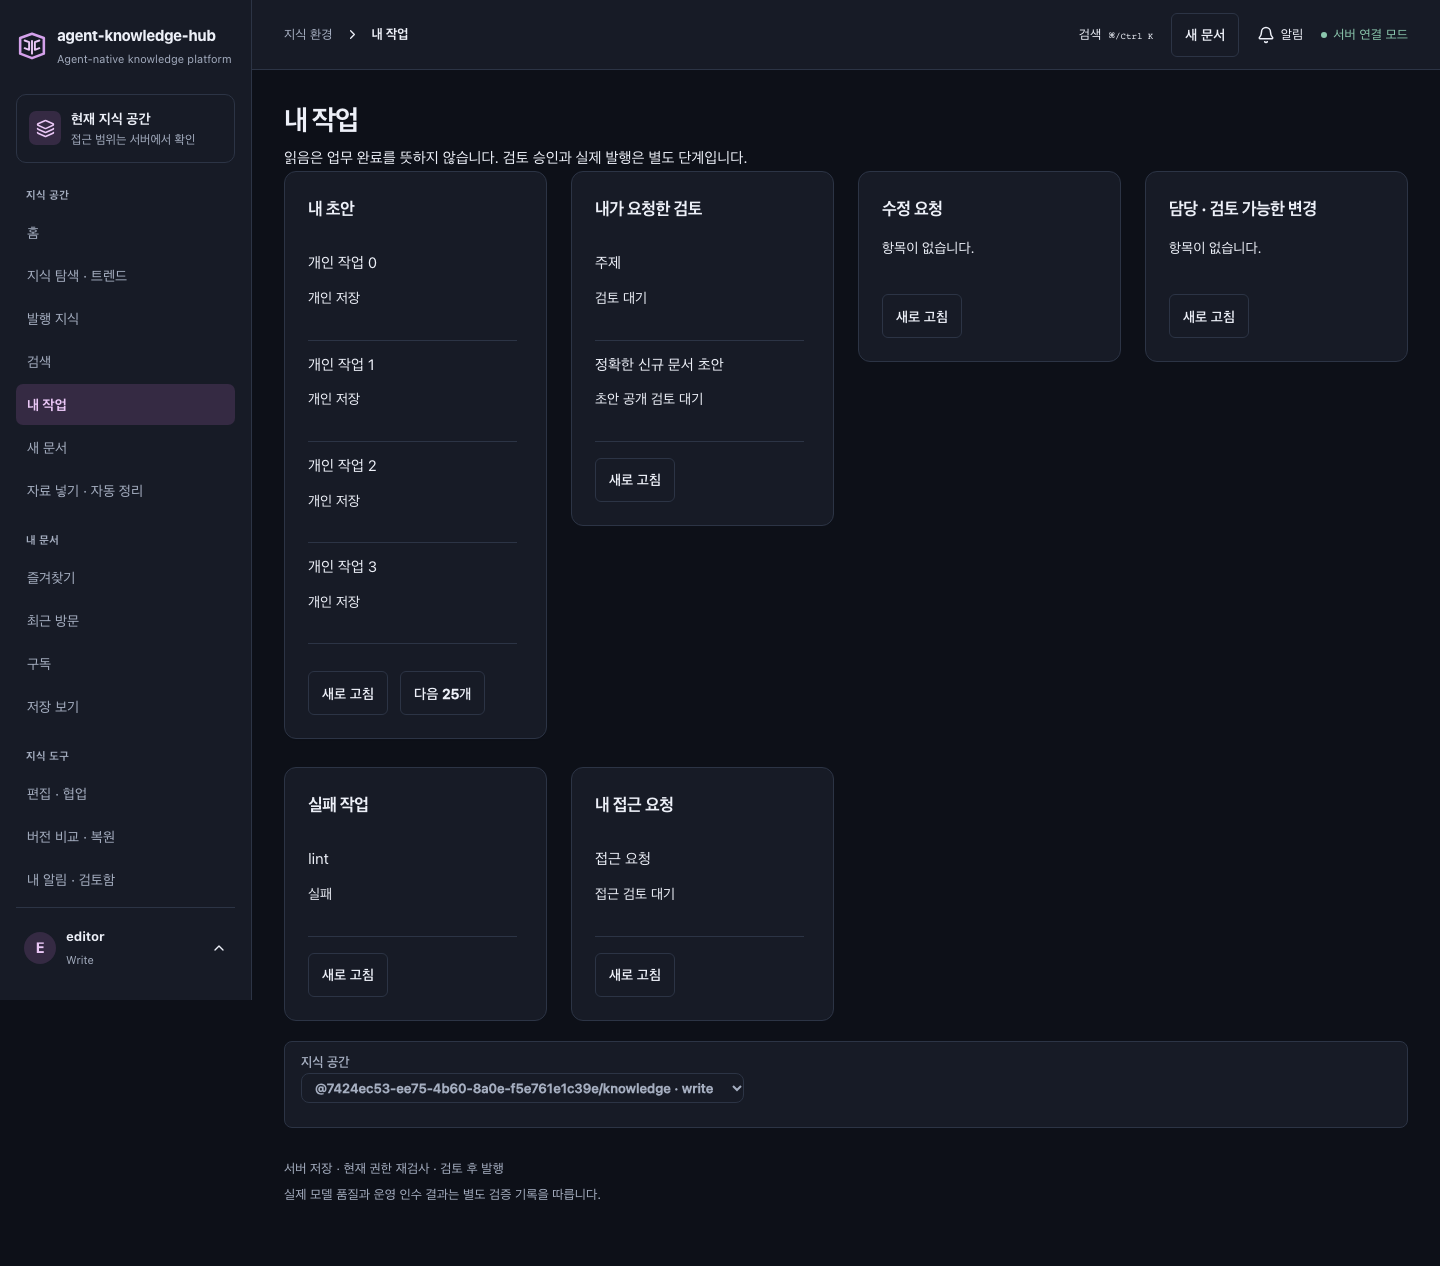 agent-knowledge-hub
Agent-native knowledge platform
현재 지식 공간
접근 범위는 서버에서 확인
지식 공간
홈
지식 탐색 · 트렌드
발행 지식
검색
내 작업
새 문서
자료 넣기 · 자동 정리
내 문서
즐겨찾기
최근 방문
구독
저장 보기
지식 도구
편집 · 협업
버전 비교 · 복원
내 알림 · 검토함
E
editor
Write
지식 환경
내 작업
검색 ⌘/Ctrl K
새 문서
알림
서버 연결 모드
내 작업
읽음은 업무 완료를 뜻하지 않습니다. 검토 승인과 실제 발행은 별도 단계입니다.
내 초안
개인 작업 0
개인 저장
개인 작업 1
개인 저장
개인 작업 2
개인 저장
개인 작업 3
개인 저장
새로 고침
다음 25개
내가 요청한 검토
주제
검토 대기
정확한 신규 문서 초안
초안 공개 검토 대기
새로 고침
수정 요청
항목이 없습니다.
새로 고침
담당 · 검토 가능한 변경
항목이 없습니다.
새로 고침
실패 작업
lint
실패
새로 고침
내 접근 요청
접근 요청
접근 검토 대기
새로 고침
지식 공간
@7424ec53-ee75-4b60-8a0e-f5e761e1c39e/knowledge · write
서버 저장 · 현재 권한 재검사 · 검토 후 발행
실제 모델 품질과 운영 인수 결과는 별도 검증 기록을 따릅니다.